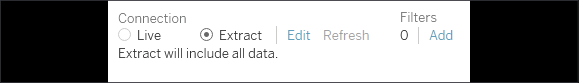 Connection Filters
Live Extract Edit Refresh 0 Add
Extract will include all data.